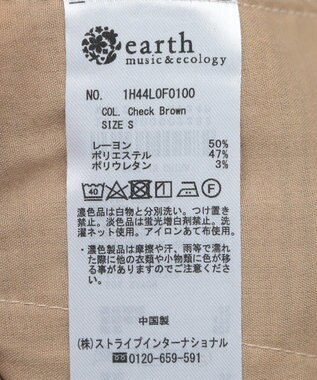 earth
music&ecology
NO. 1H44L0F0100
COL. Check Brown
SIZE S
レーヨン 50%
ポリエステル 47%
ポリウレタン 3%
40
F
濃色品は白物と分別洗い。つけ置き
禁止。淡色品は蛍光増白剤禁止。洗
濯ネット使用。アイロンあて布使用。
・濃色製品は摩擦や汗、雨等で濡れ
た際に他の衣類や小物類に色が移
る事が御座いますのでご注意くださ
い。
中国製
(株)ストライプインターナショナル
0120-659-591